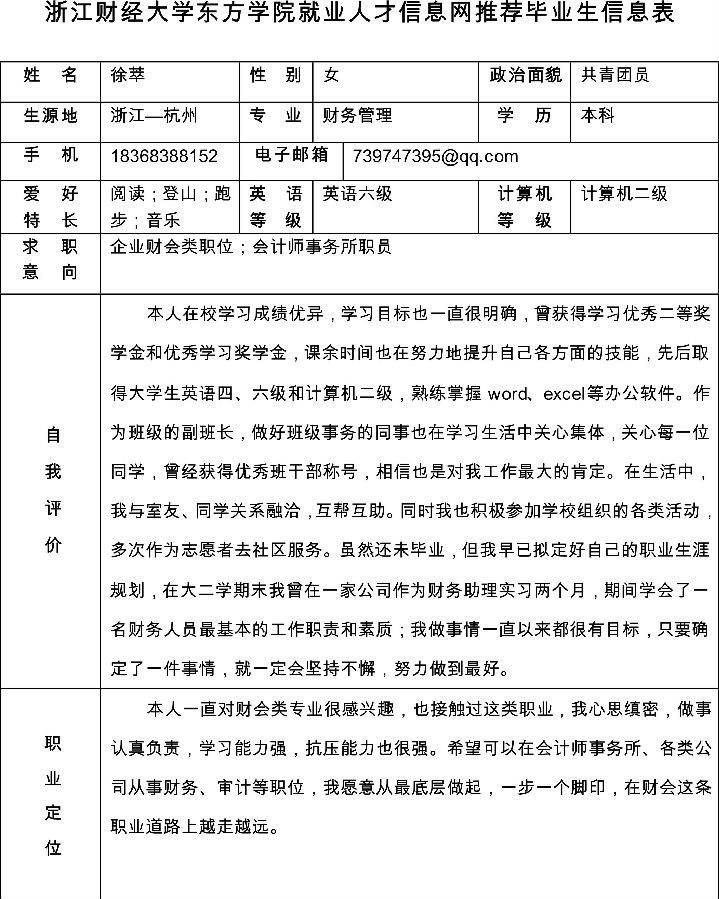 浙江财经大学东方学院就业人才信息网推荐毕业生信息表
姓 名 徐萃 性 别 女 政治面貌 共青团员
生源地 浙江—杭州 专 业 财务管理 学 历 本科
手 机 18368388152 电子邮箱 739747395@qq.com
爱 好 阅读；登山；跑 英 语 英语六级 计算机 计算机二级
特 长 步；音乐 等 级 等 级
求 职 企业财会类职位；会计师事务所职员
意 向
本人在校学习成绩优异，学习目标也一直很明确，曾获得学习优秀二等奖
学金和优秀学习奖学金，课余时间也在努力地提升自己各方面的技能，先后取
得大学生英语四、六级和计算机二级，熟练掌握 word、excel等办公软件。作
自 为班级的副班长，做好班级事务的同事也在学习生活中关心集体，关心每一位
我 同学，曾经获得优秀班干部称号，相信也是对我工作最大的肯定。在生活中，
评 我与室友、同学关系融洽，互帮互助。同时我也积极参加学校组织的各类活动，
价 多次作为志愿者去社区服务。虽然还未毕业，但我早已拟定好自己的职业生涯
规划，在大二学期末我曾在一家公司作为财务助理实习两个月，期间学会了一
名财务人员最基本的工作职责和素质；我做事情一直以来都很有目标，只要确
定了一件事情，就一定会坚持不懈，努力做到最好。
本人一直对财会类专业很感兴趣，也接触过这类职业，我心思缜密，做事
职 认真负责，学习能力强，抗压能力也很强。希望可以在会计师事务所、各类公
业 司从事财务、审计等职位，我愿意从最底层做起，一步一个脚印，在财会这条
定 职业道路上越走越远。
位